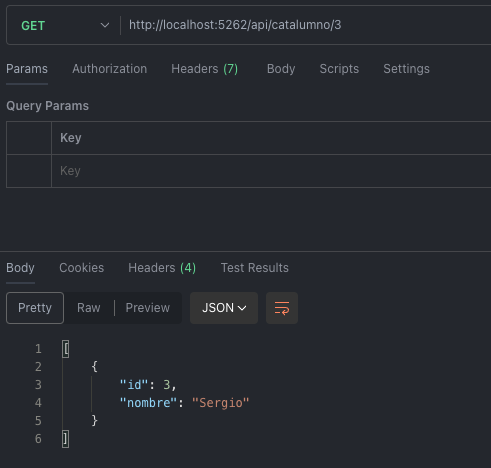 GET http://localhost:5262/api/catalumno/3
Params Authorization Headers (7) Body Scripts Settings
Query Params
Key
Key
Body Cookies Headers (4) Test Results
Pretty Raw Preview JSON
1 [
2 {
3 "id": 3,
4 "nombre": "Sergio"
5 }
6 ]